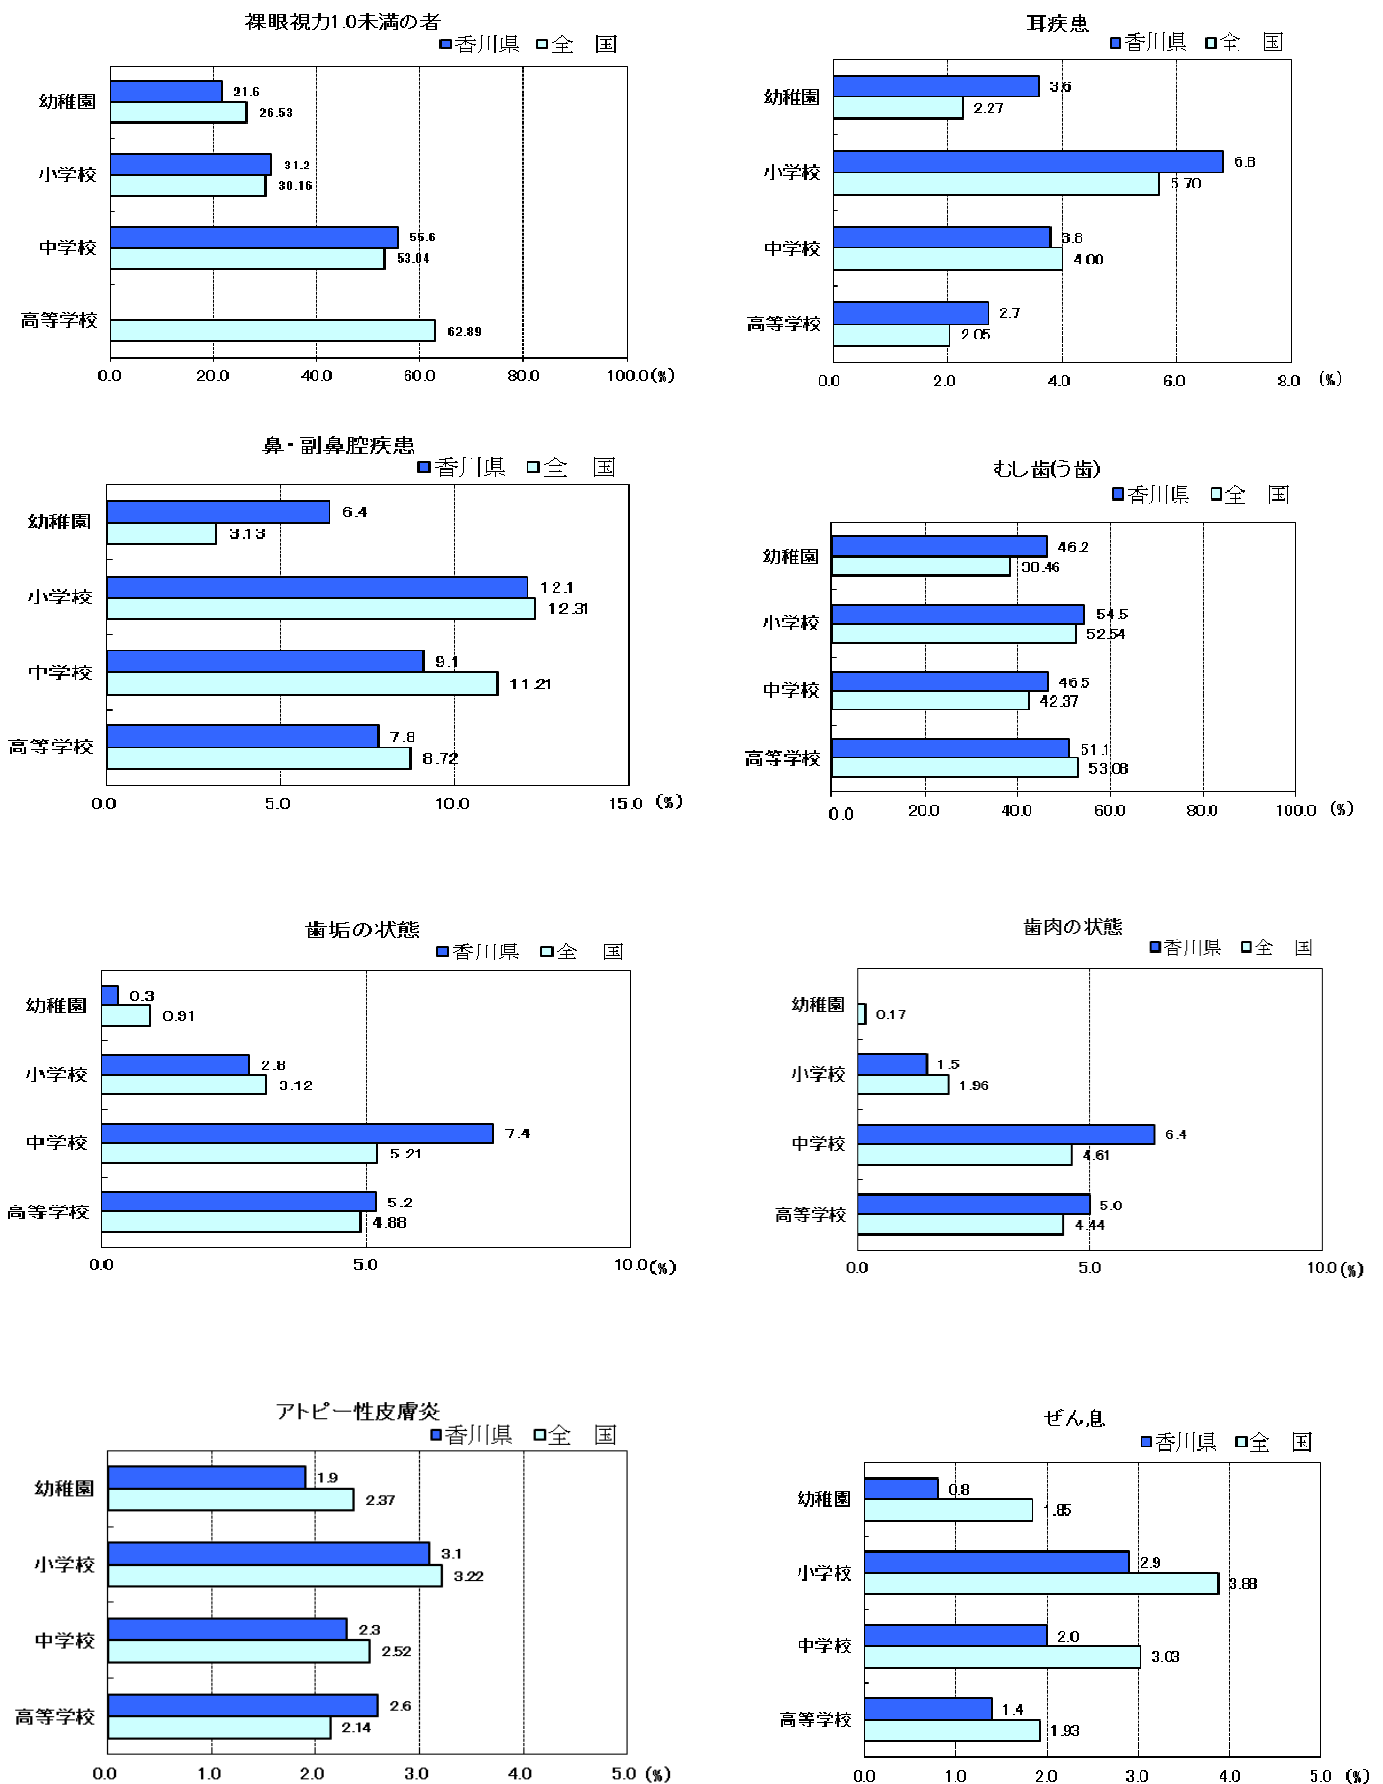 裸眼視力1.0未満の者
香川県 全　国
幼稚園 21.6
26.53
小学校 31.2
30.16
中学校 55.6
53.04
高等学校 62.89
0.0 20.0 40.0 60.0 80.0 100.0(%)
耳疾患
香川県 全　国
幼稚園 3.6
2.27
小学校 6.8
5.70
中学校 3.8
4.00
高等学校 2.7
2.05
0.0 2.0 4.0 6.0 8.0 (%)
鼻・副鼻腔疾患
香川県 全　国
幼稚園 6.4
3.13
小学校 12.1
12.31
中学校 9.1
11.21
高等学校 7.8
8.72
0.0 5.0 10.0 15.0 (%)
むし歯(う歯)
香川県 全　国
幼稚園 46.2
38.46
小学校 54.5
52.54
中学校 46.5
42.37
高等学校 51.1
53.08
0.0 20.0 40.0 60.0 80.0 100.0 (%)
歯垢の状態
香川県 全　国
幼稚園 0.3
0.91
小学校 2.8
3.12
中学校 7.4
5.21
高等学校 5.2
4.88
0.0 5.0 10.0(%)
歯肉の状態
香川県 全　国
幼稚園 0.17
小学校 1.5
1.96
中学校 6.4
4.61
高等学校 5.0
4.44
0.0 5.0 10.0(%)
アトピー性皮膚炎
香川県 全　国
幼稚園 1.9
2.37
小学校 3.1
3.22
中学校 2.3
2.52
高等学校 2.6
2.14
0.0 1.0 2.0 3.0 4.0 5.0 (%)
ぜん息
香川県 全　国
幼稚園 0.8
1.85
小学校 2.9
3.88
中学校 2.0
3.03
高等学校 1.4
1.93
0.0 1.0 2.0 3.0 4.0 5.0 (%)